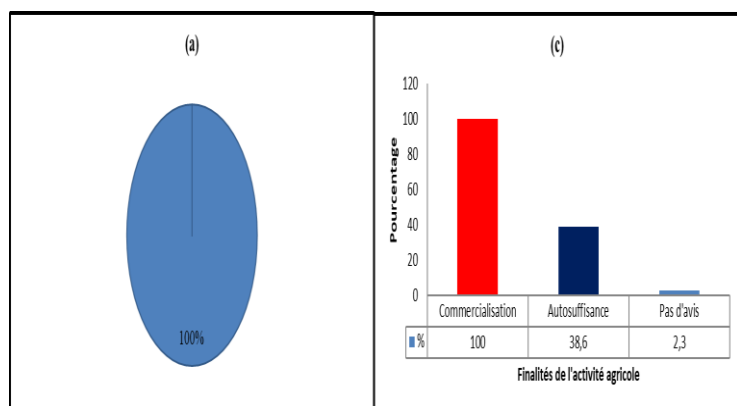 (a)
100%
(c)
Pourcentage
120
100
80
60
40
20
0
Commercialisation Autosuffisance Pas d'avis
% 100 38,6 2,3
Finalités de l'activité agricole